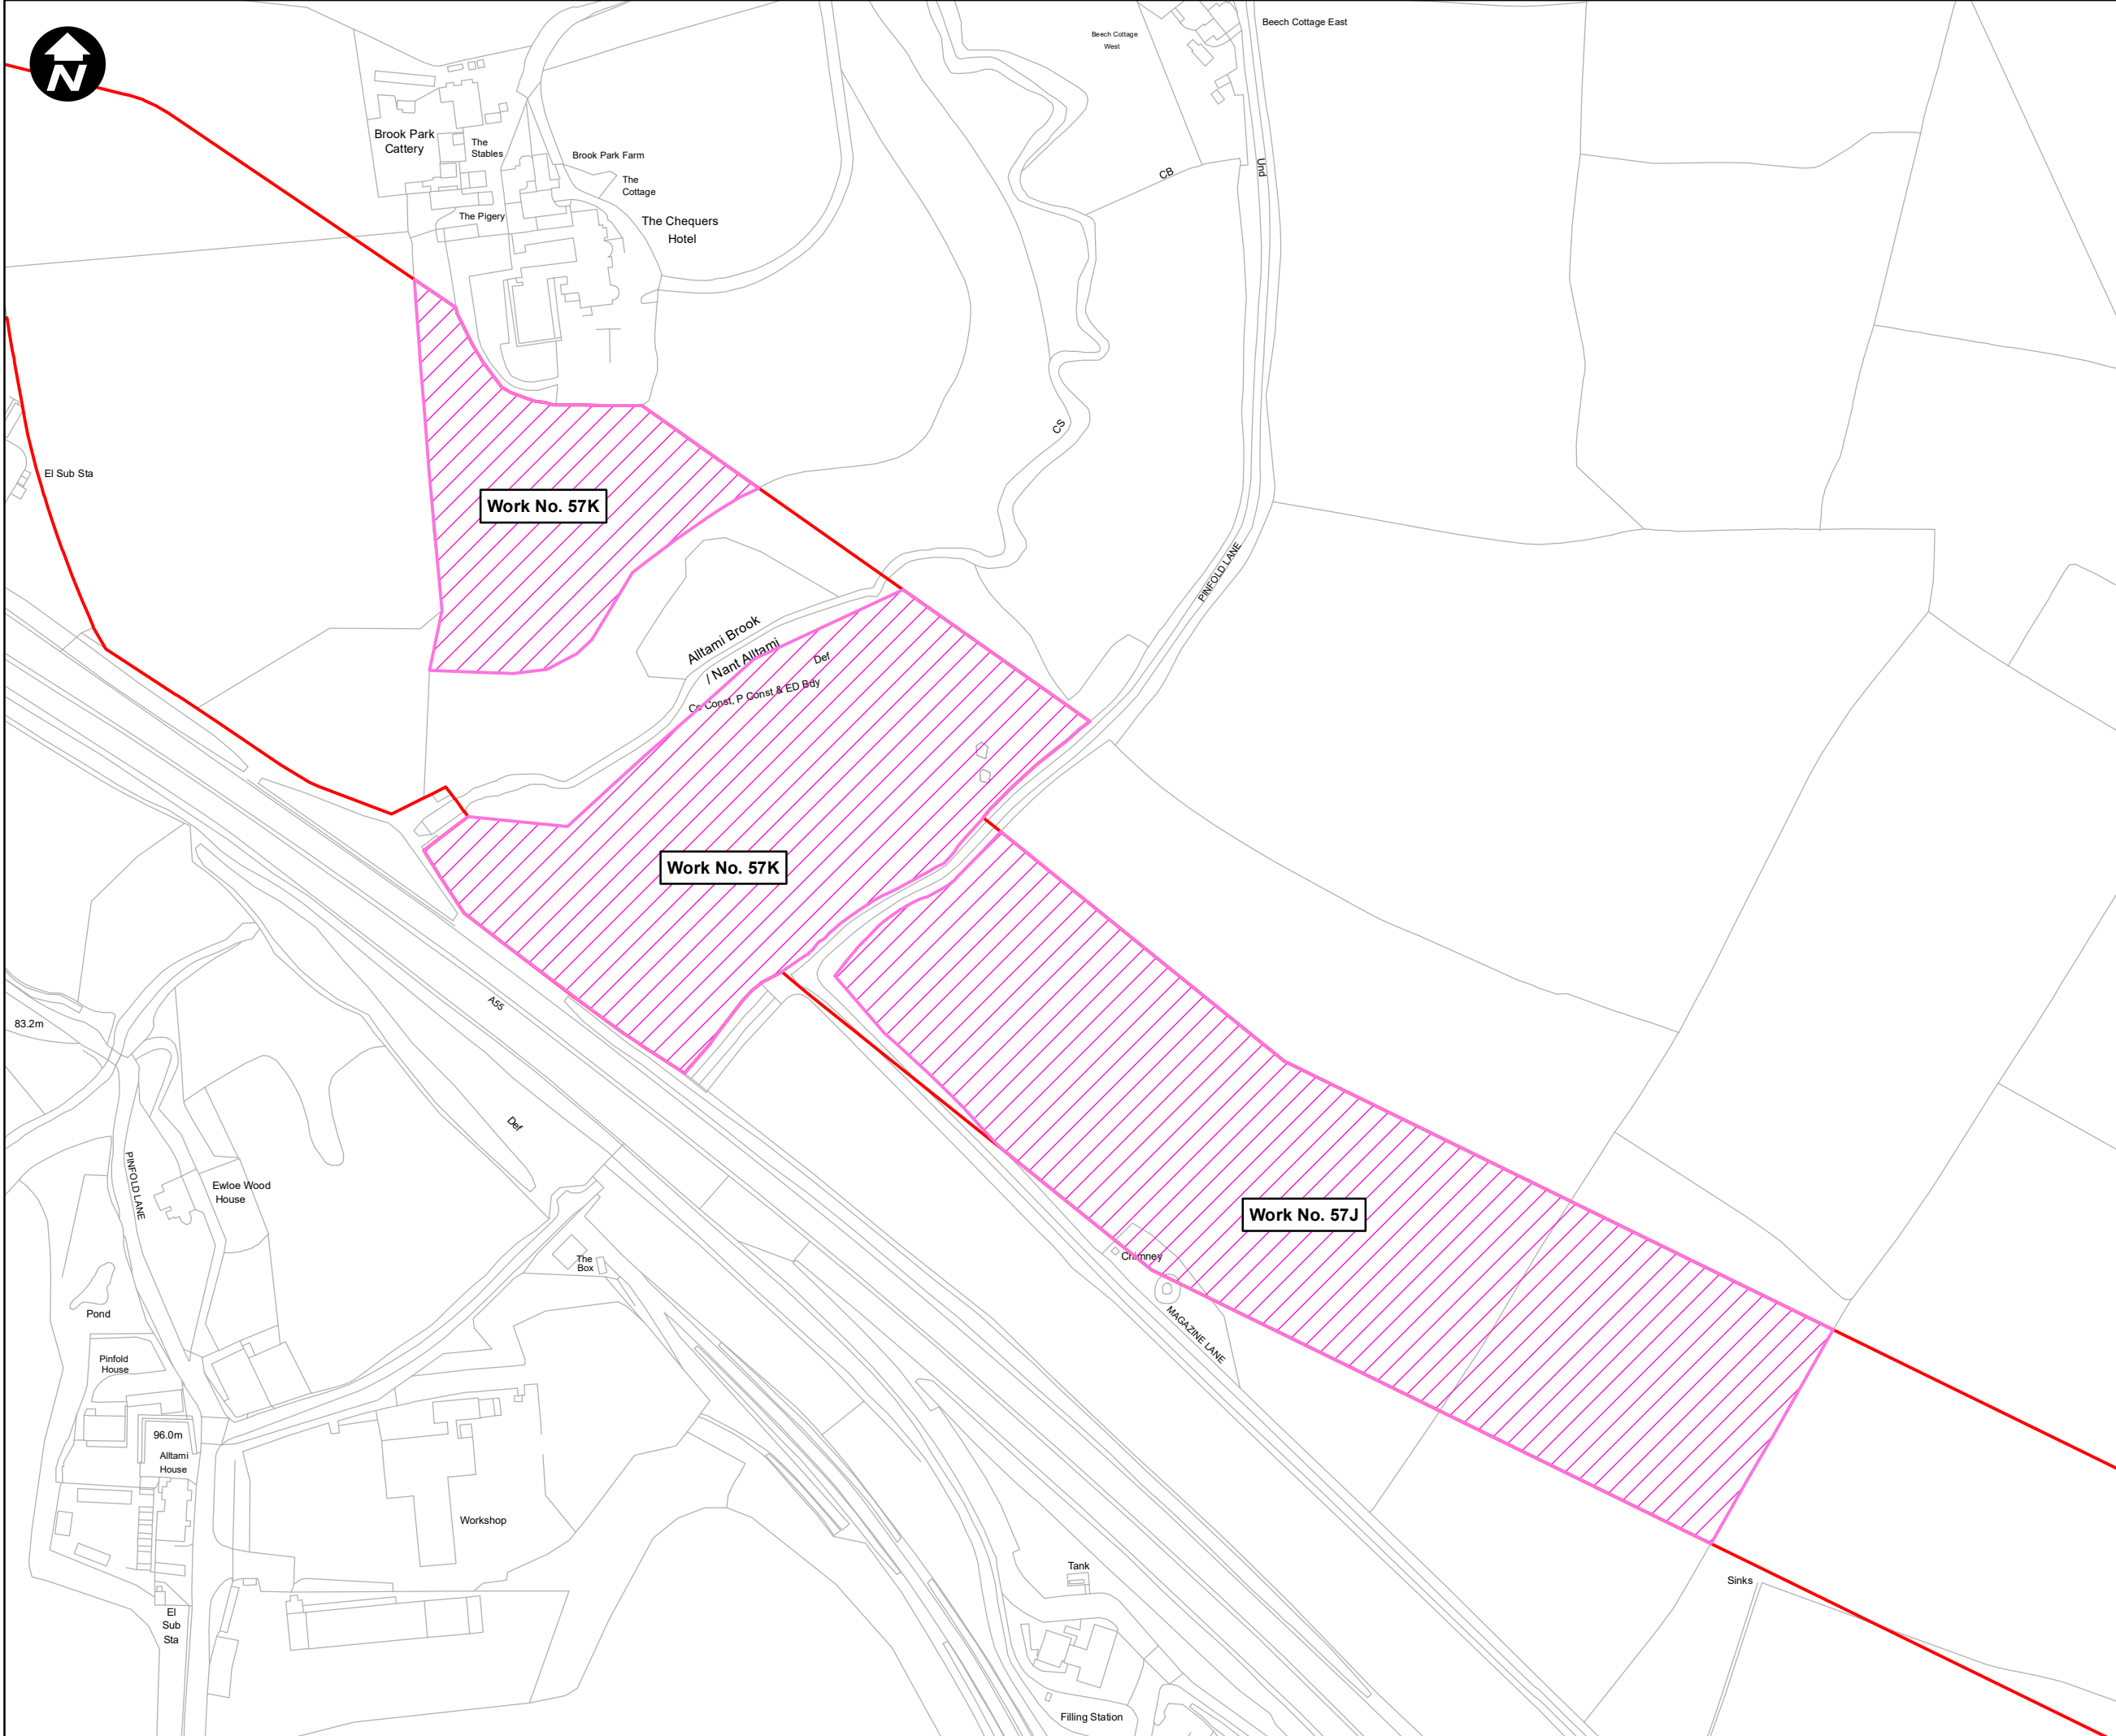 N
Beech Cottage East
Beech Cottage
West
Brook Park
Cattery
The
Stables
Brook Park Farm
The
Cottage
The Pigery
The Chequers
Hotel
CB
Und
El Sub Sta
CS
Work No. 57K
PINFOLD LANE
Alltami Brook
/ Nant Alltami
Def
Co Const, P Const & ED Bdy
Work No. 57K
A55
83.2m
Def
PINFOLD LANE
Ewloe Wood
House
Work No. 57J
The
Box
Chimney
Pond
MAGAZINE LANE
Pinfold
House
96.0m
Alltami
House
Workshop
Tank
Sinks
El
Sub
Sta
Filling Station